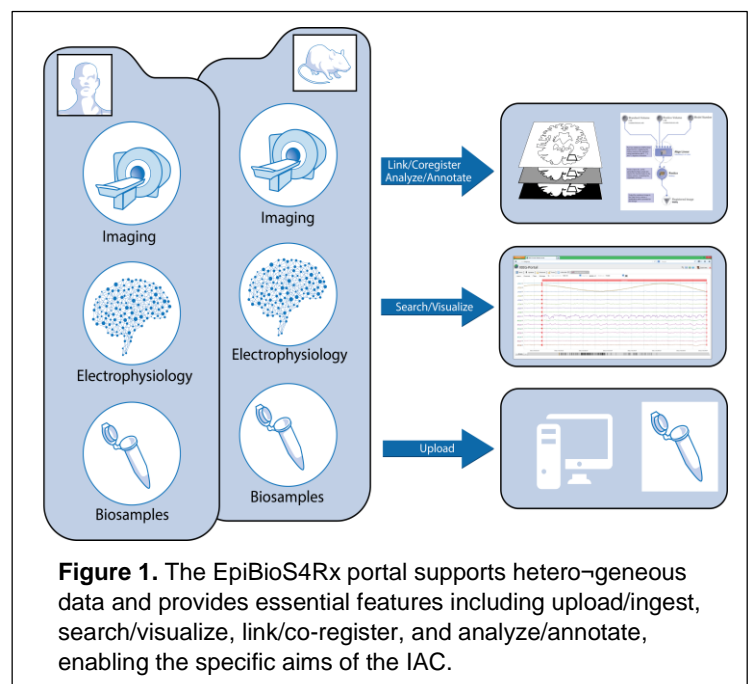 Imaging
Electrophysiology
Biosamples
Imaging
Electrophysiology
Biosamples
Link/Coregister
Analyze/Annotate
Search/Visualize
Upload
Figure 1. The EpiBioS4Rx portal supports hetero¬geneous
data and provides essential features including upload/ingest,
search/visualize, link/co-register, and analyze/annotate,
enabling the specific aims of the IAC.